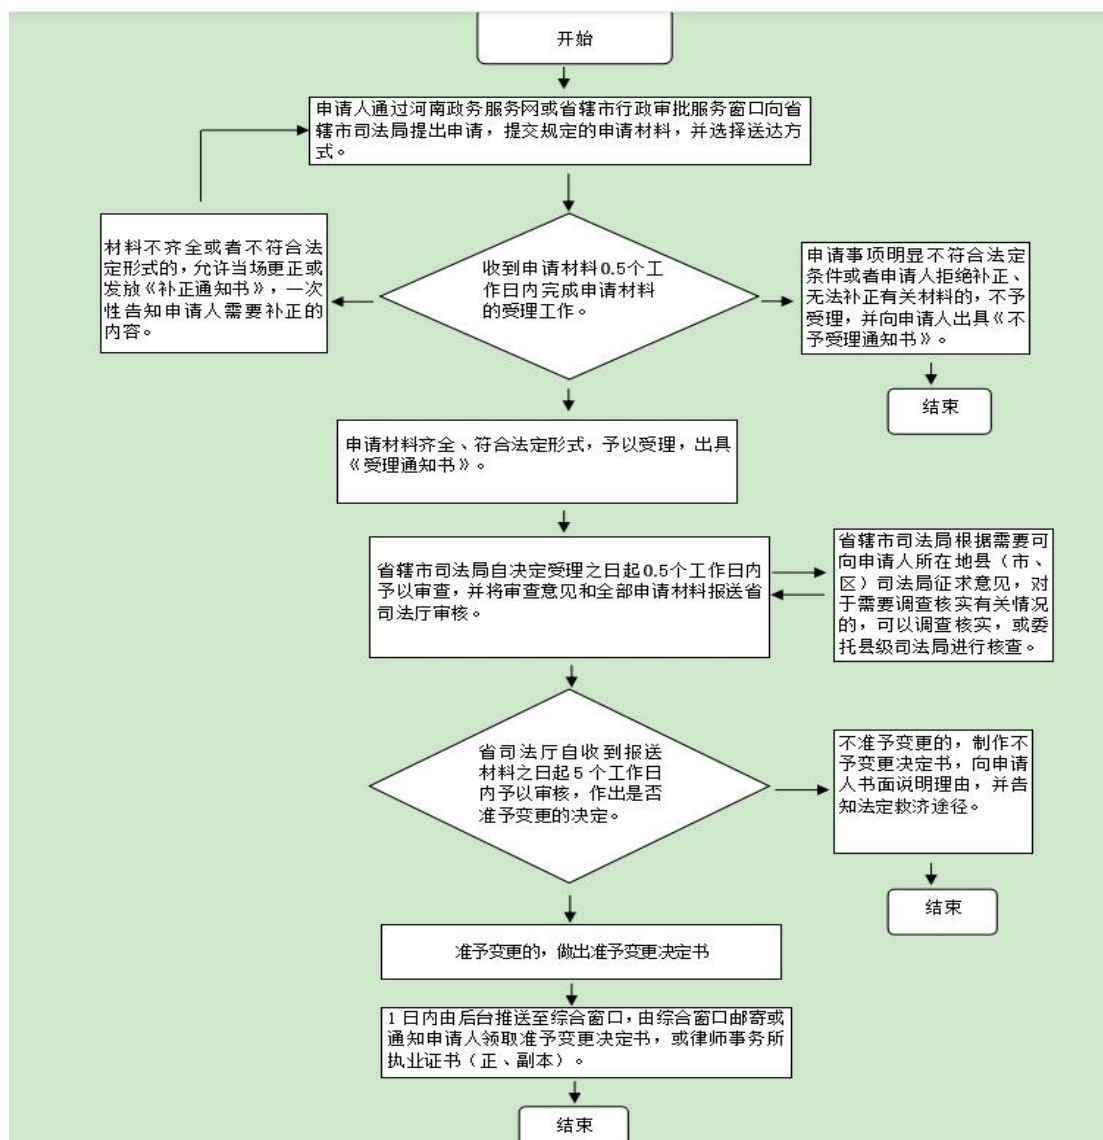 开始
申请人通过河南政务服务网或省辖市行政审批服务窗口向省
辖市司法局提出申请，提交规定的申请材料，并选择送达方
式。
材料不齐全或者不符合法
定形式的，允许当场更正或
发放《补正通知书》，一次
性告知申请人需要补正的
内容。
收到申请材料0.5个工
作日内完成申请材料
的受理工作。
申请事项明显不符合法定
条件或者申请人拒绝补正、
无法补正有关材料的，不予
受理，并向申请人出具《不
予受理通知书》。
结束
申请材料齐全、符合法定形式，予以受理，出具
《受理通知书》。
省辖市司法局自决定受理之日起0.5个工作日内
予以审查，并将审查意见和全部申请材料报送省
司法厅审核。
省辖市司法局根据需要可
向申请人所在地县（市、
区）司法局征求意见，对
于需要调查核实有关情况
的，可以调查核实，或委
托县级司法局进行核查。
省司法厅自收到报送
材料之日起5个工作日
内予以审核，作出是否
准予变更的决定。
不准予变更的，制作不
予变更决定书，向申请
人书面说明理由，并告
知法定救济途径。
结束
准予变更的，做出准予变更决定书
1日内由后台推送至综合窗口，由综合窗口邮寄或
通知申请人领取准予变更决定书，或律师事务所
执业证书（正、副本）。
结束